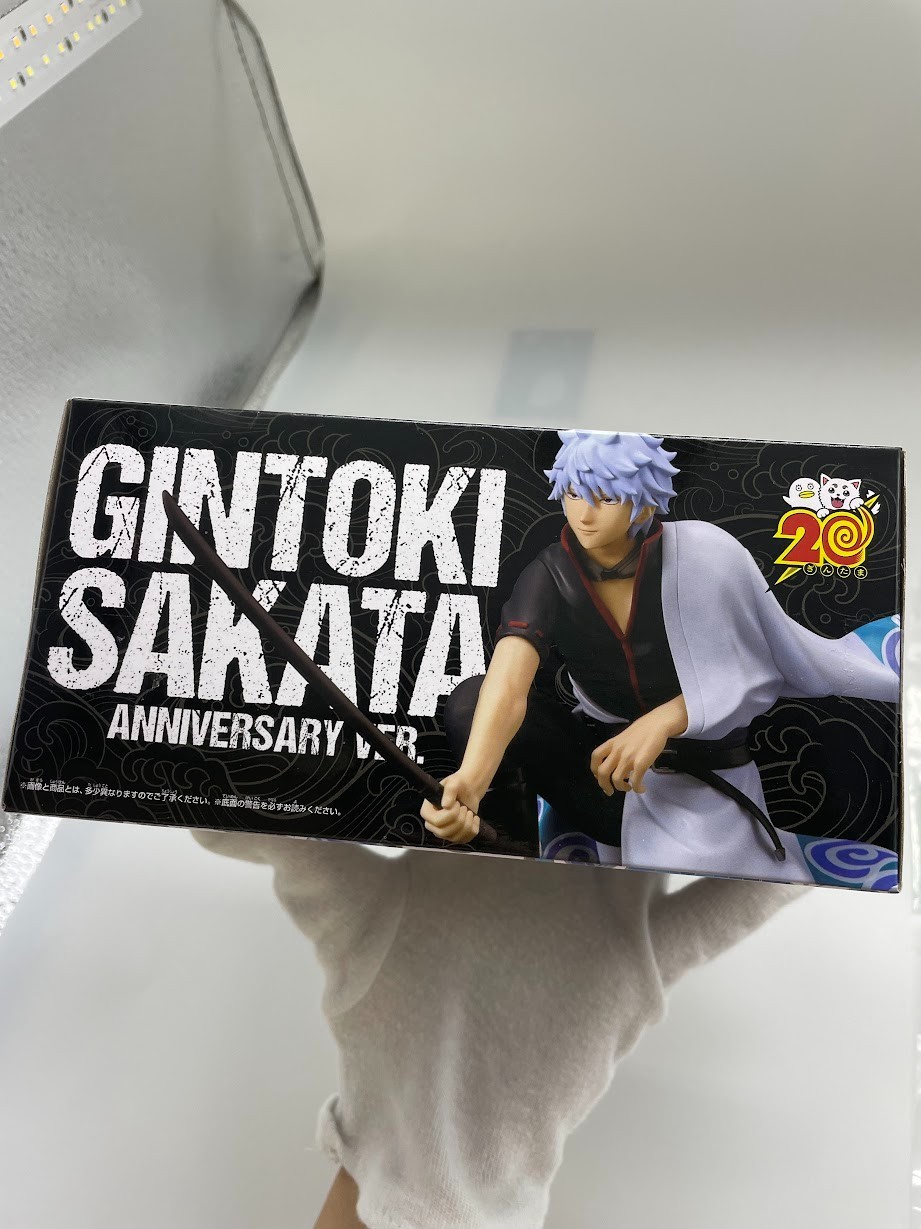 GINTOKI
SAKATA
ANNIVERSARY VER.
20
ぎんたま
※画像と商品とは、多少異なりますのでご了承ください。※底面の警告を必ずお読みください。